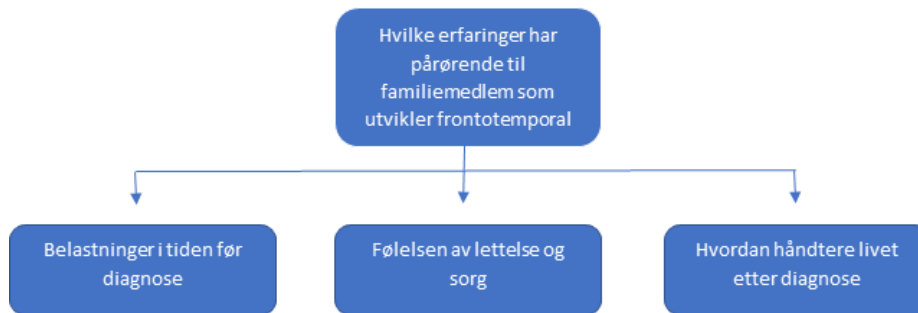 Hvilke erfaringer har
pårørende til
familiemedlem som
utvikler frontotemporal
Belastninger i tiden før
diagnose
Følelsen av lettelse og
sorg
Hvordan håndtere livet
etter diagnose